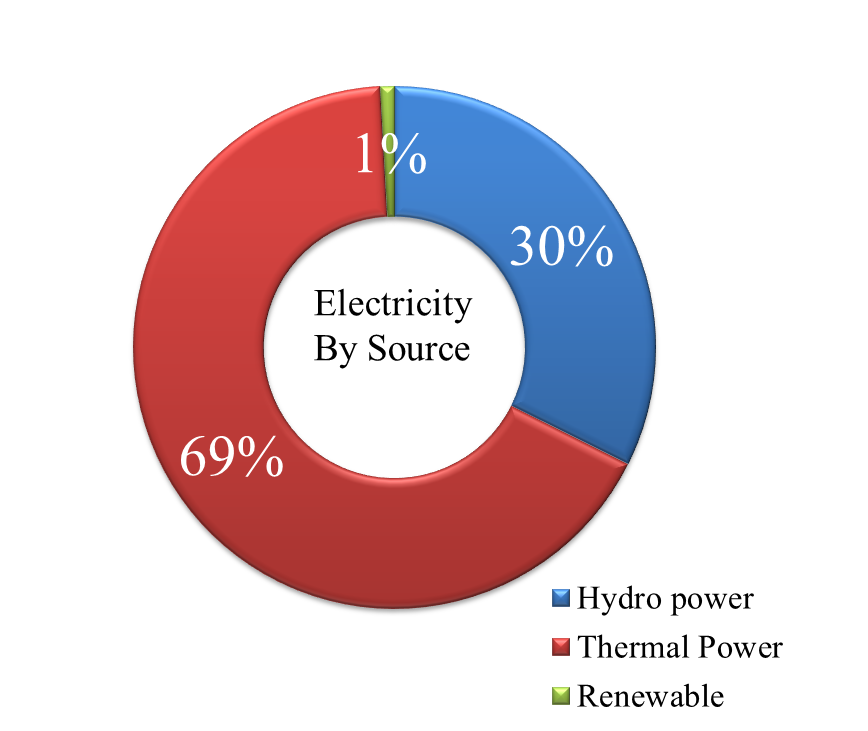 1%
30%
Electricity
By Source
69%
Hydro power
Thermal Power
Renewable